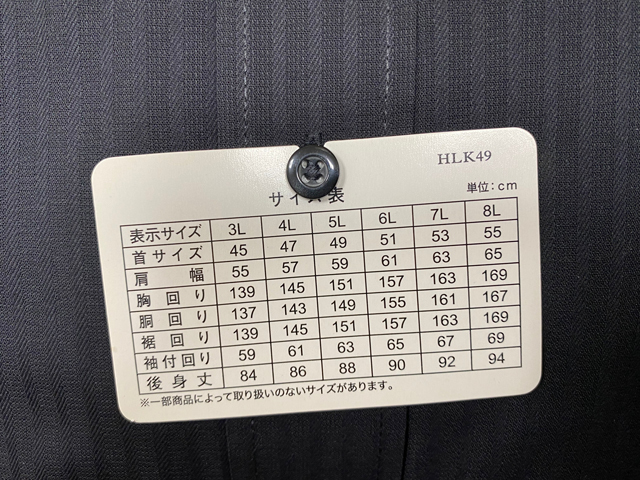 HLK49
サイズ表
単位:cm
表示サイズ 3L 4L 5L 6L 7L 8L
首サイズ 45 47 49 51 53 55
肩幅 55 57 59 61 63 65
胸回り 139 145 151 157 163 169
胴回り 137 143 149 155 161 167
裾回り 139 145 151 157 163 169
袖付回り 59 61 63 65 67 69
後身丈 84 86 88 90 92 94
※一部商品によって取り扱いのないサイズがあります。